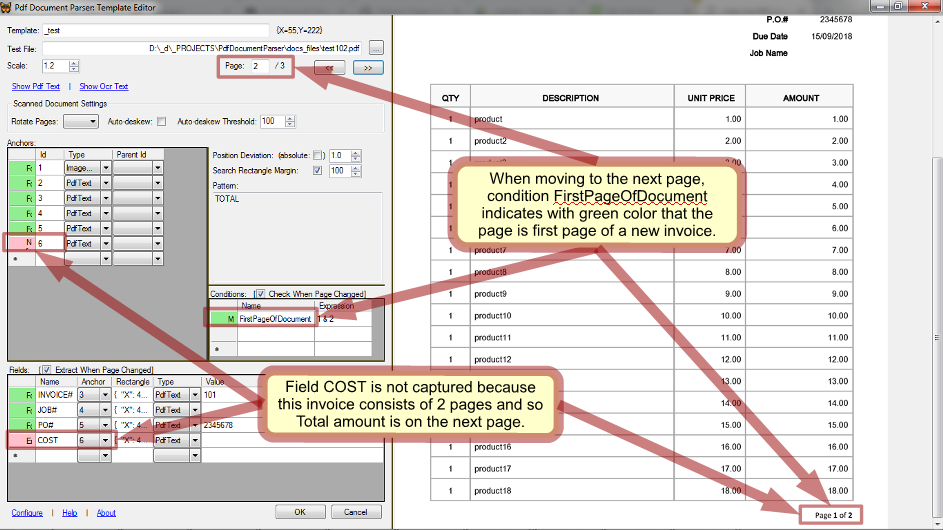 Pdf Document Parser: Template Editor
Template: _test {X=55,Y=222}
Test File: D:\_d\_PROJECTS\PdfDocumentParser\docs_files\test102.pdf ...
Scale: 1.2 Page: 2 / 3 << >>
Show Pdf Text | Show Ocr Text
Scanned Document Settings
Rotate Pages: Auto-deskew: Auto-deskew Threshold: 100
Anchors:
Id Type Parent Id
1 Image...
2 PdfText
3 PdfText
4 PdfText
5 PdfText
N 6 PdfText
*
Position Deviation: (absolute: ) 1.0
Search Rectangle Margin: 100
Pattern:
TOTAL
Conditions: [ Check When Page Changed]
Name Expression
M FirstPageOfDocument 1 & 2
*
Fields: [ Extract When Page Changed]
Name Anchor Rectangle Type Value
INVOICE# 3 { "X": 4... PdfText 101
JOB# 4 { "X": 4... PdfText
PO# 5 { "X": 4... PdfText 2345678
COST 6 { "X": 4... PdfText
*
Configure | Help | About OK Cancel
P.O.# 2345678
Due Date 15/09/2018
Job Name
QTY DESCRIPTION UNIT PRICE AMOUNT
1 product 1.00 1.00
1 product2 2.00 2.00
3.00 3.00
4.00
5.00
6.00
1 product7 7.00 7.00
1 product8 8.00 8.00
1 product9 9.00 9.00
1 product10 10.00 10.00
1 product11 11.00 11.00
1 product12 12.00 12.00
13.00 13.00
14.00 14.00
15.00 15.00
1 product16 16.00 16.00
1 product17 17.00 17.00
1 product18 18.00 18.00
Page 1 of 2
When moving to the next page,
condition FirstPageOfDocument
indicates with green color that the
page is first page of a new invoice.
Field COST is not captured because
this invoice consists of 2 pages and so
Total amount is on the next page.